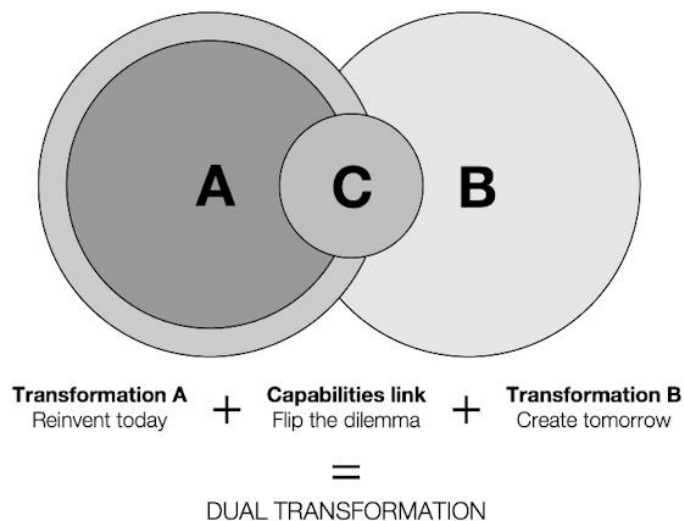 A C B
Transformation A + Capabilities link + Transformation B
Reinvent today Flip the dilemma Create tomorrow
=
DUAL TRANSFORMATION